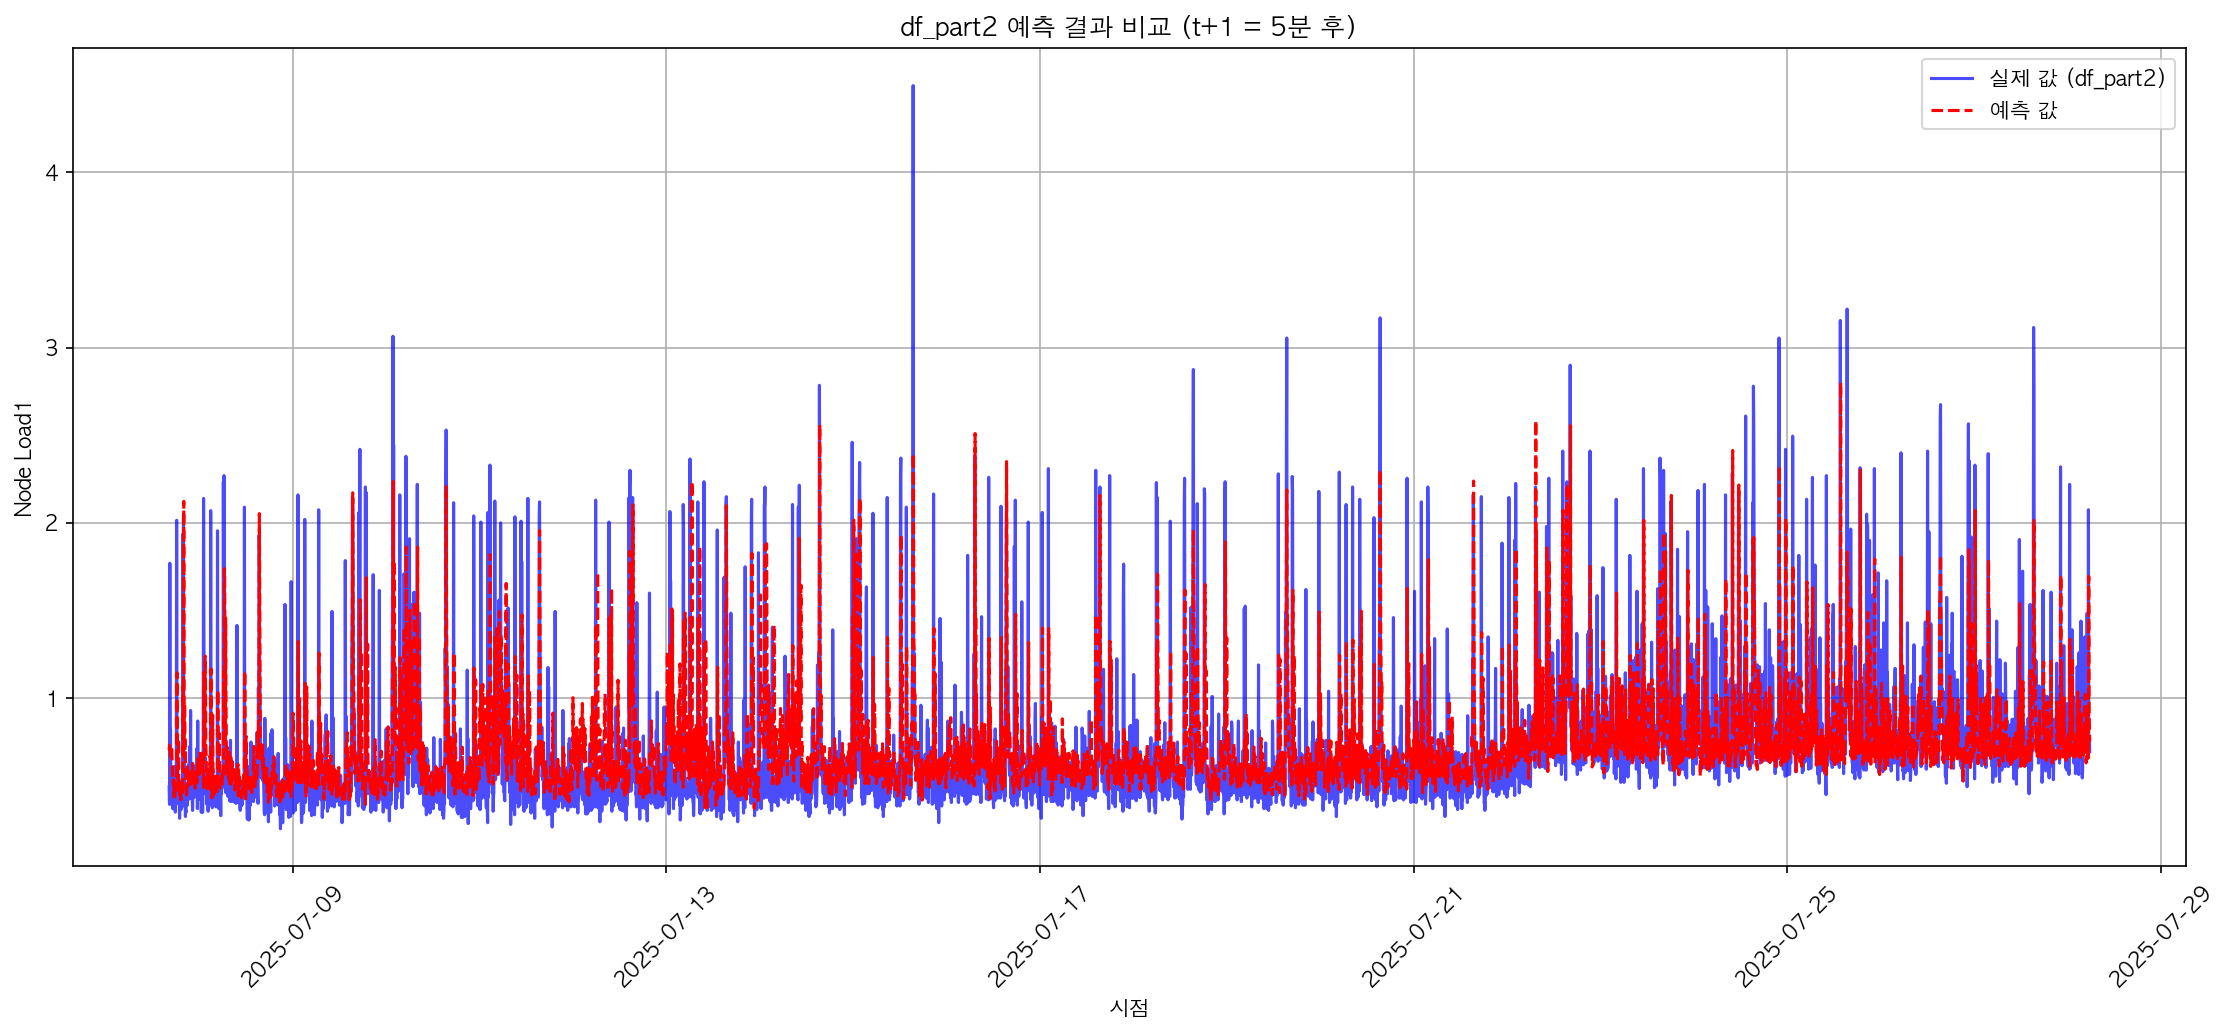 df_part2 예측 결과 비교 (t+1 = 5분 후)
실제 값 (df_part2)
예측 값
Node Load1
4
3
2
1
2025-07-09
2025-07-13
2025-07-17
2025-07-21
2025-07-25
2025-07-29
시점